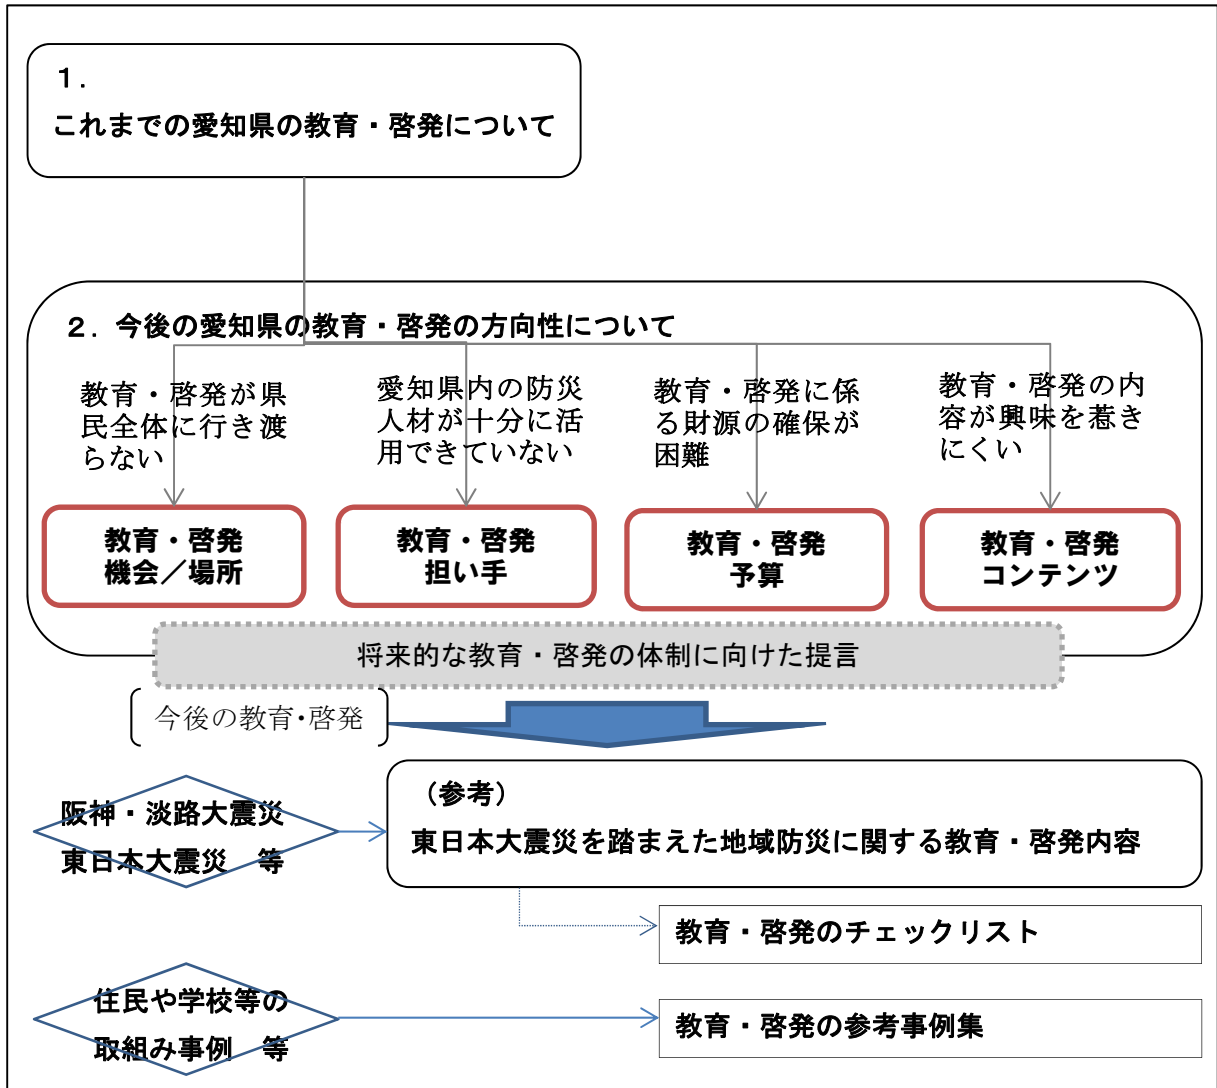 １．
これまでの愛知県の教育・啓発について
２．今後の愛知県の教育・啓発の方向性について
教育・啓発が県
民全体に行き渡
らない
愛知県内の防災
人材が十分に活
用できていない
教育・啓発に係
る財源の確保が
困難
教育・啓発の内
容が興味を惹き
にくい
教育・啓発
機会／場所
教育・啓発
担い手
教育・啓発
予算
教育・啓発
コンテンツ
将来的な教育・啓発の体制に向けた提言
今後の教育・啓発
阪神・淡路大震災
東日本大震災　等
（参考）
東日本大震災を踏まえた地域防災に関する教育・啓発内容
教育・啓発のチェックリスト
住民や学校等の
取組み事例　等
教育・啓発の参考事例集